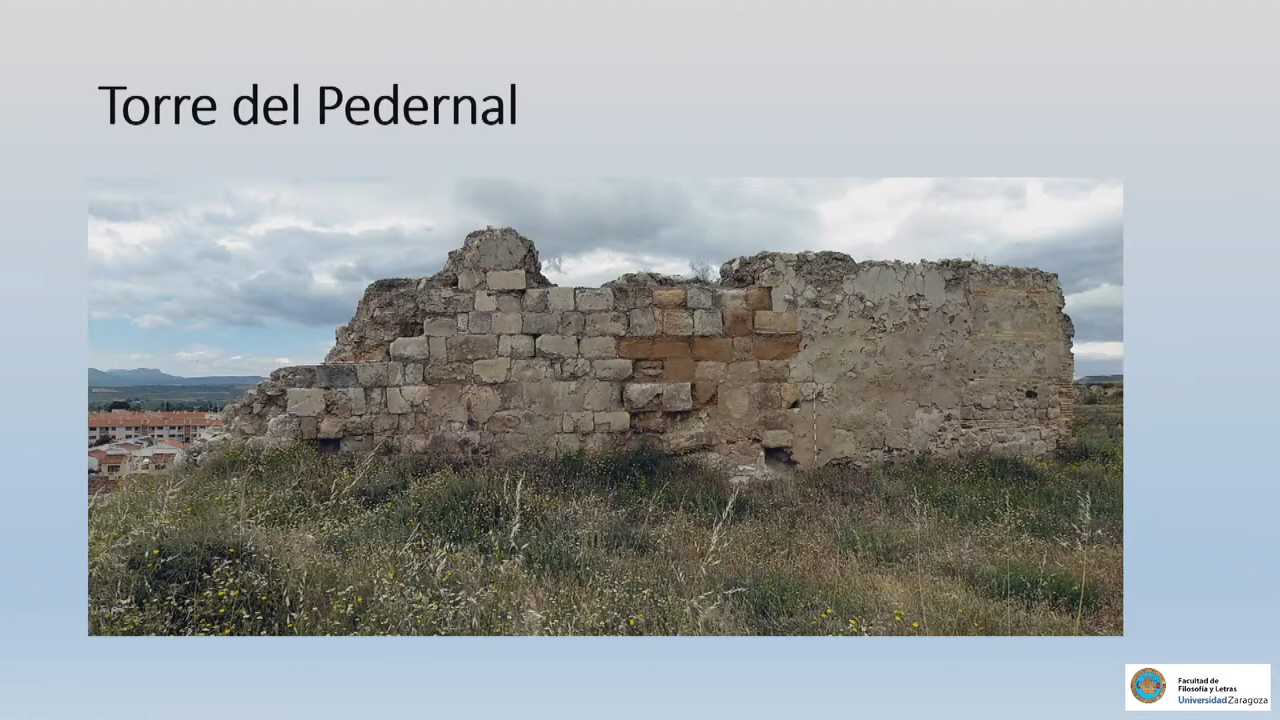 Torre del Pedernal
Facultad de
Filosofía y Letras
Universidad Zaragoza